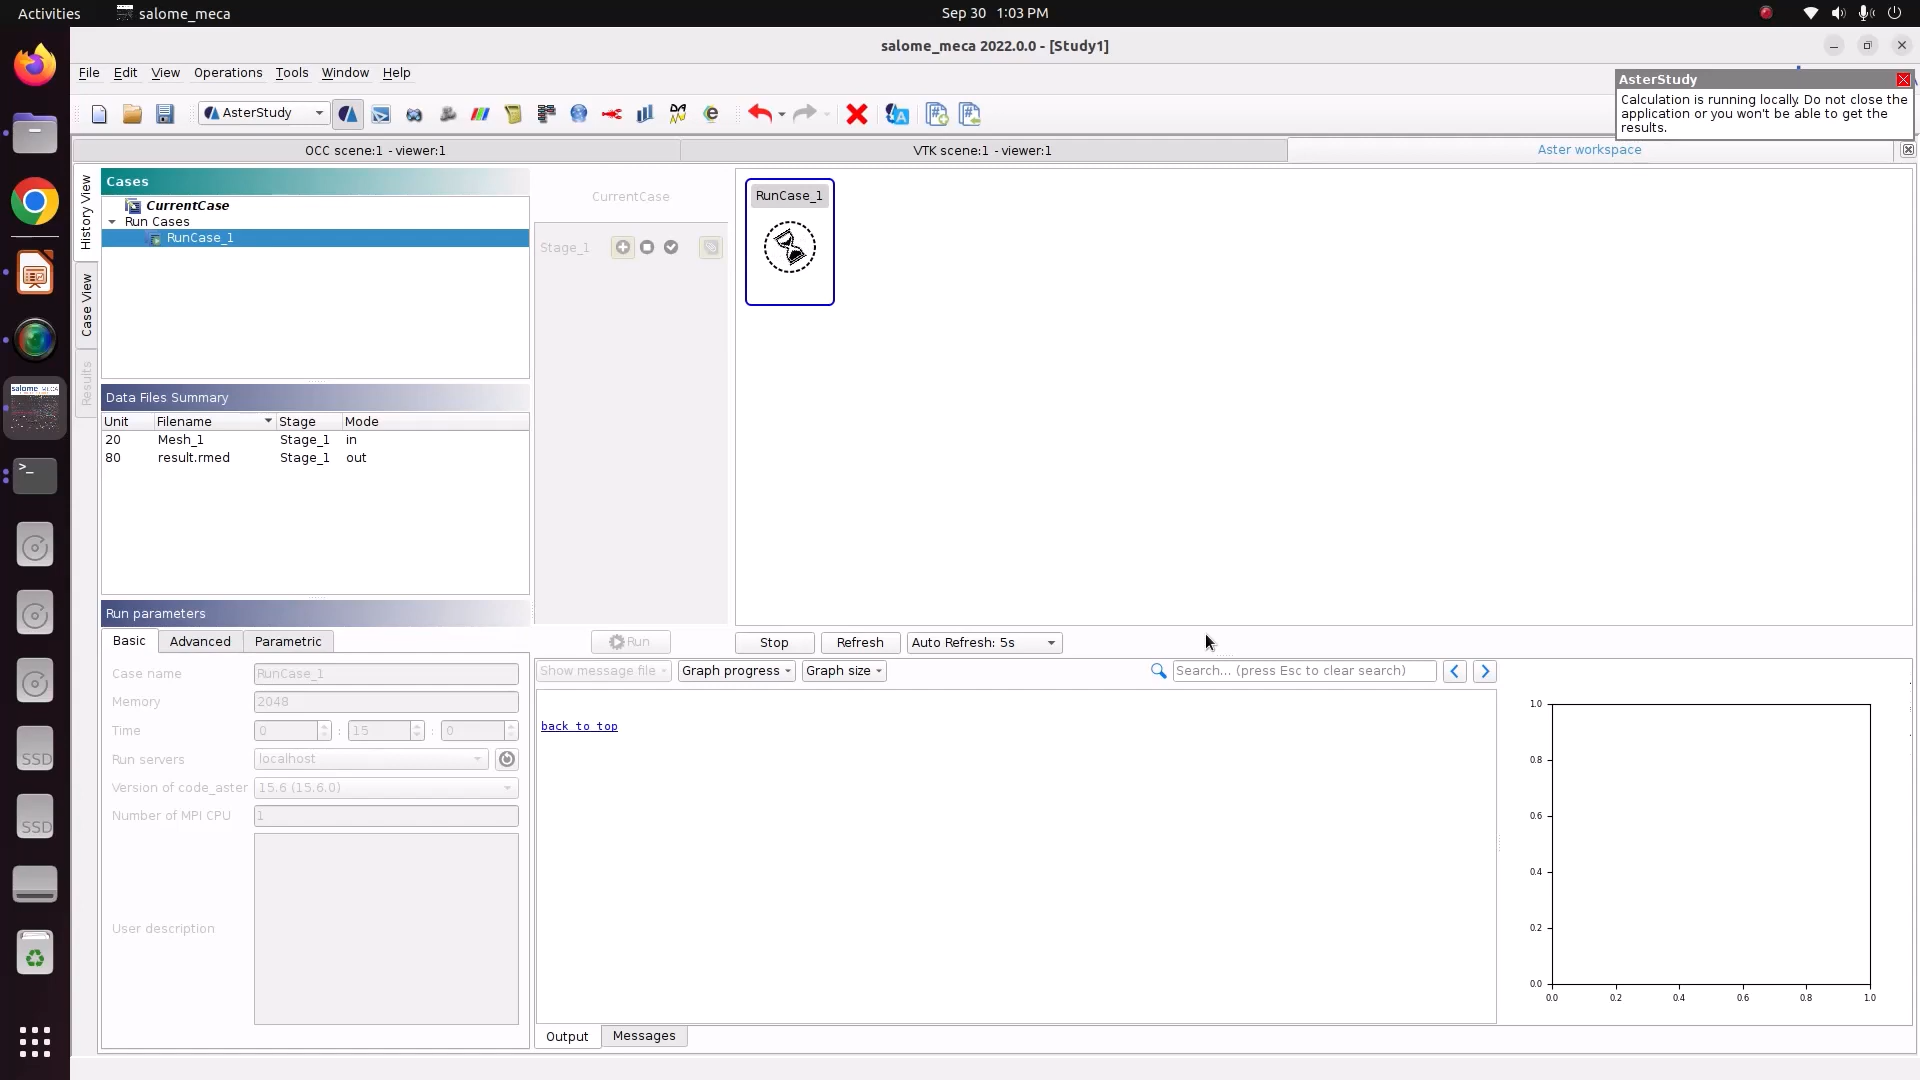 Activities
salome_meca
Sep 30 1:03 PM
salome_meca 2022.0.0 - [Study1]
File Edit View Operations Tools Window Help
AsterStudy
Calculation is running locally. Do not close the
application or you won't be able to get the
results.
AsterStudy
OCC scene:1 - viewer:1
VTK scene:1 - viewer:1
Aster workspace
History View
Case View
Results
Cases
CurrentCase
Run Cases
RunCase_1
CurrentCase
Stage_1
RunCase_1
Data Files Summary
Unit Filename Stage Mode
20 Mesh_1 Stage_1 in
80 result.rmed Stage_1 out
Run parameters
Basic Advanced Parametric
Run
Stop Refresh Auto Refresh: 5s
Case name RunCase_1
Memory 2048
Time 0 : 15 : 0
Run servers localhost
Version of code_aster 15.6 (15.6.0)
Number of MPI CPU 1
User description
Show message file Graph progress Graph size
Search... (press Esc to clear search)
back to top
1.0
0.8
0.6
0.4
0.2
0.0
0.0 0.2 0.4 0.6 0.8 1.0
Output Messages
salome
SSD
SSD